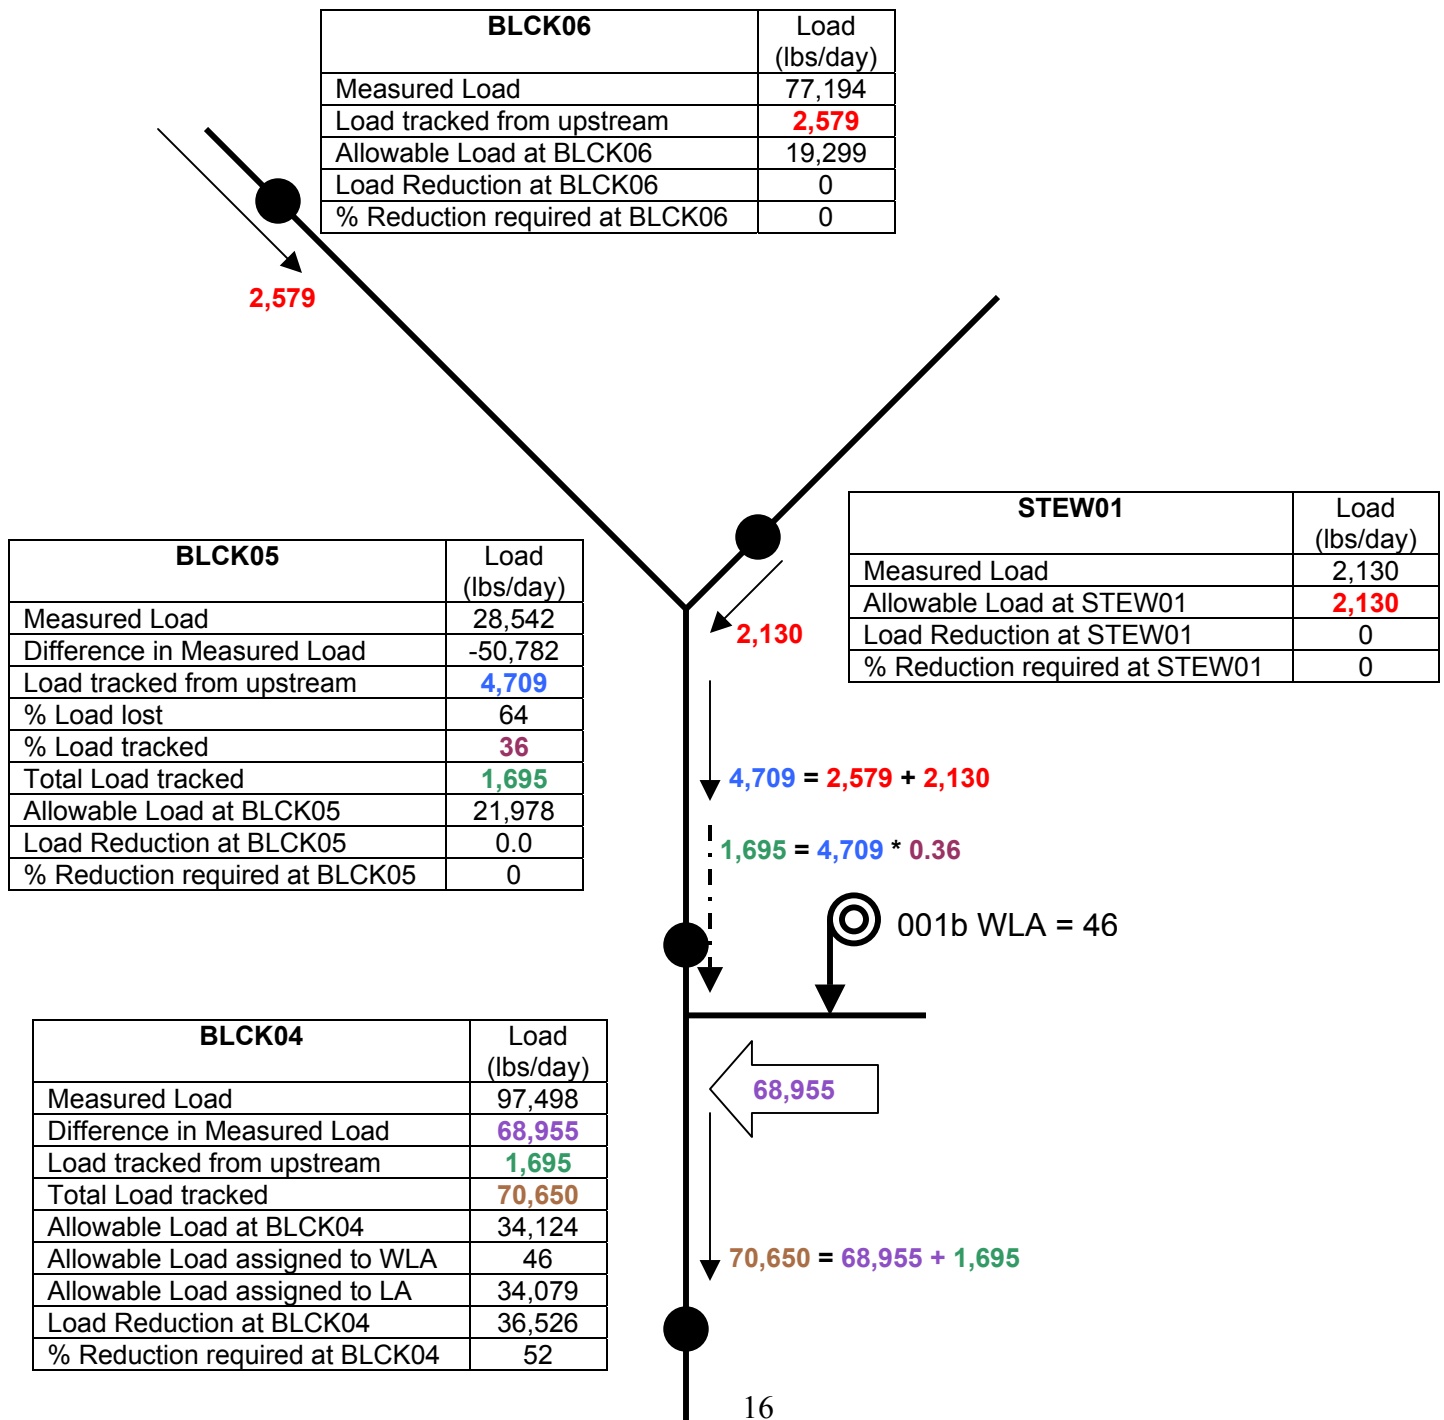 BLCK06 Load
(lbs/day)
Measured Load 77,194
Load tracked from upstream 2,579
Allowable Load at BLCK06 19,299
Load Reduction at BLCK06 0
% Reduction required at BLCK06 0
2,579
STEW01 Load
(lbs/day)
Measured Load 2,130
Allowable Load at STEW01 2,130
Load Reduction at STEW01 0
% Reduction required at STEW01 0
2,130
BLCK05 Load
(lbs/day)
Measured Load 28,542
Difference in Measured Load -50,782
Load tracked from upstream 4,709
% Load lost 64
% Load tracked 36
Total Load tracked 1,695
Allowable Load at BLCK05 21,978
Load Reduction at BLCK05 0.0
% Reduction required at BLCK05 0
4,709 = 2,579 + 2,130
1,695 = 4,709 * 0.36
001b WLA = 46
BLCK04 Load
(lbs/day)
Measured Load 97,498
Difference in Measured Load 68,955
Load tracked from upstream 1,695
Total Load tracked 70,650
Allowable Load at BLCK04 34,124
Allowable Load assigned to WLA 46
Allowable Load assigned to LA 34,079
Load Reduction at BLCK04 36,526
% Reduction required at BLCK04 52
68,955
70,650 = 68,955 + 1,695
16